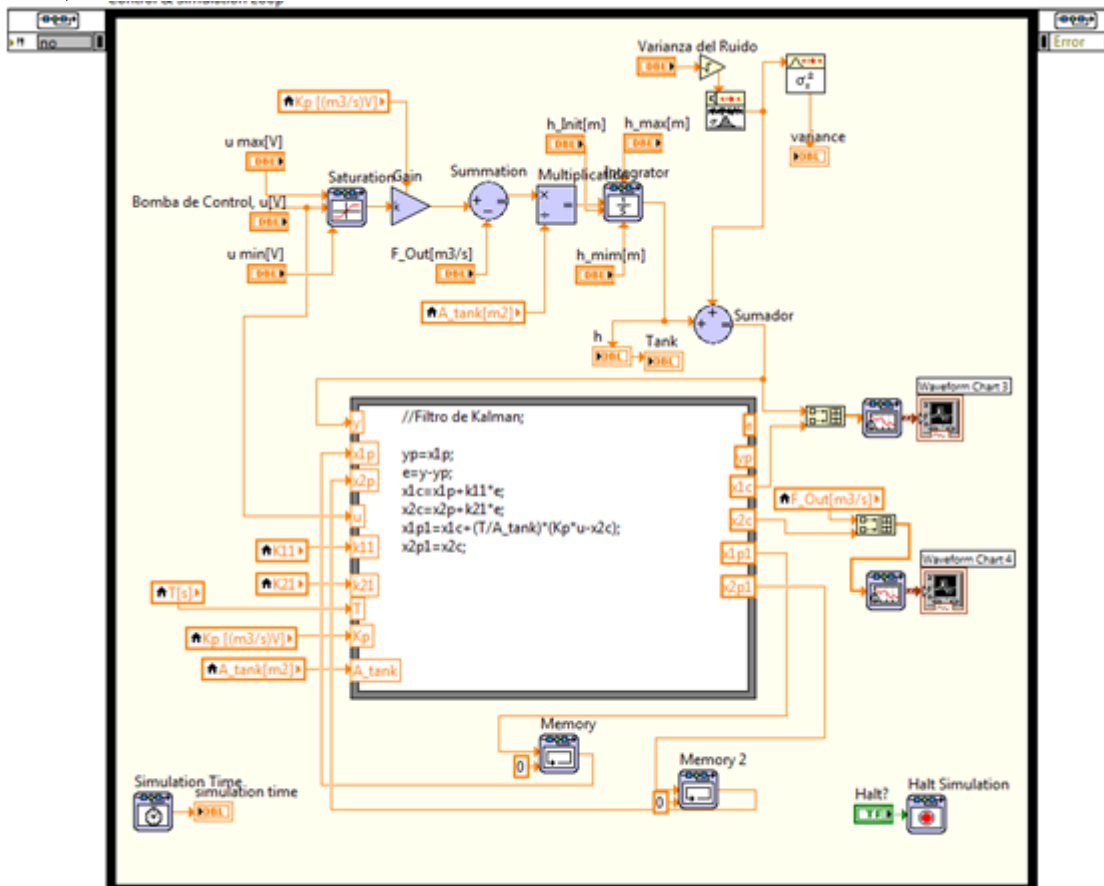 Control & Simulation Loop
no
Error
Varianza del Ruido
DBL
variance
DBL
Kp [(m3/s)V]
h_Init[m]
DBL
h_max[m]
DBL
u max[V]
DBL
Saturation
Gain
k
Summation
Multiplication
Integrator
Bomba de Control, u[V]
DBL
u min[V]
DBL
F_Out[m3/s]
DBL
h_mim[m]
DBL
A_tank[m2]
Sumador
h
DBL
Tank
DBL
//Filtro de Kalman;
yp=x1p;
e=y-yp;
x1c=x1p+k11*e;
x2c=x2p+k21*e;
x1p1=x1c+(T/A_tank)*(Kp*u-x2c);
x2p1=x2c;
y
x1p
x2p
u
k11
k21
T
Kp
A_tank
e
yp
x1c
x2c
x1p1
x2p1
K11
K21
T[s]
Kp [(m3/s)V]
A_tank[m2]
Waveform Chart 3
F_Out[m3/s]
Waveform Chart 4
Memory
0
Memory 2
0
Simulation Time
simulation time
DBL
Halt?
TF
Halt Simulation